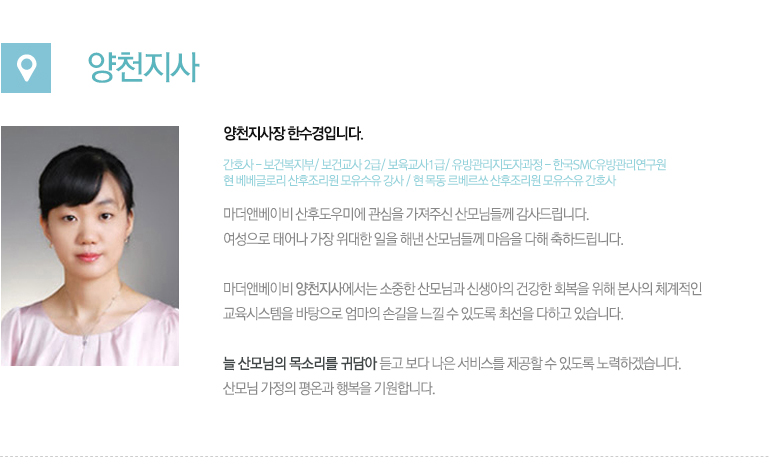 양천지사
양천지사장 한수경입니다.
간호사 - 보건복지부/ 보건교사 2급/ 보육교사1급/ 유방관리지도자과정 - 한국SMC유방관리연구원
현 베베글로리 산후조리원 모유수유 강사 / 현 목동 르베르쏘 산후조리원 모유수유 간호사
마더앤베이비 산후도우미에 관심을 가져주신 산모님들께 감사드립니다.
여성으로 태어나 가장 위대한 일을 해낸 산모님들께 마음을 다해 축하드립니다.
마더앤베이비 양천지사에서는 소중한 산모님과 신생아의 건강한 회복을 위해 본사의 체계적인
교육시스템을 바탕으로 엄마의 손길을 느낄 수 있도록 최선을 다하고 있습니다.
늘 산모님의 목소리를 귀담아 듣고 보다 나은 서비스를 제공할 수 있도록 노력하겠습니다.
산모님 가정의 평온과 행복을 기원합니다.